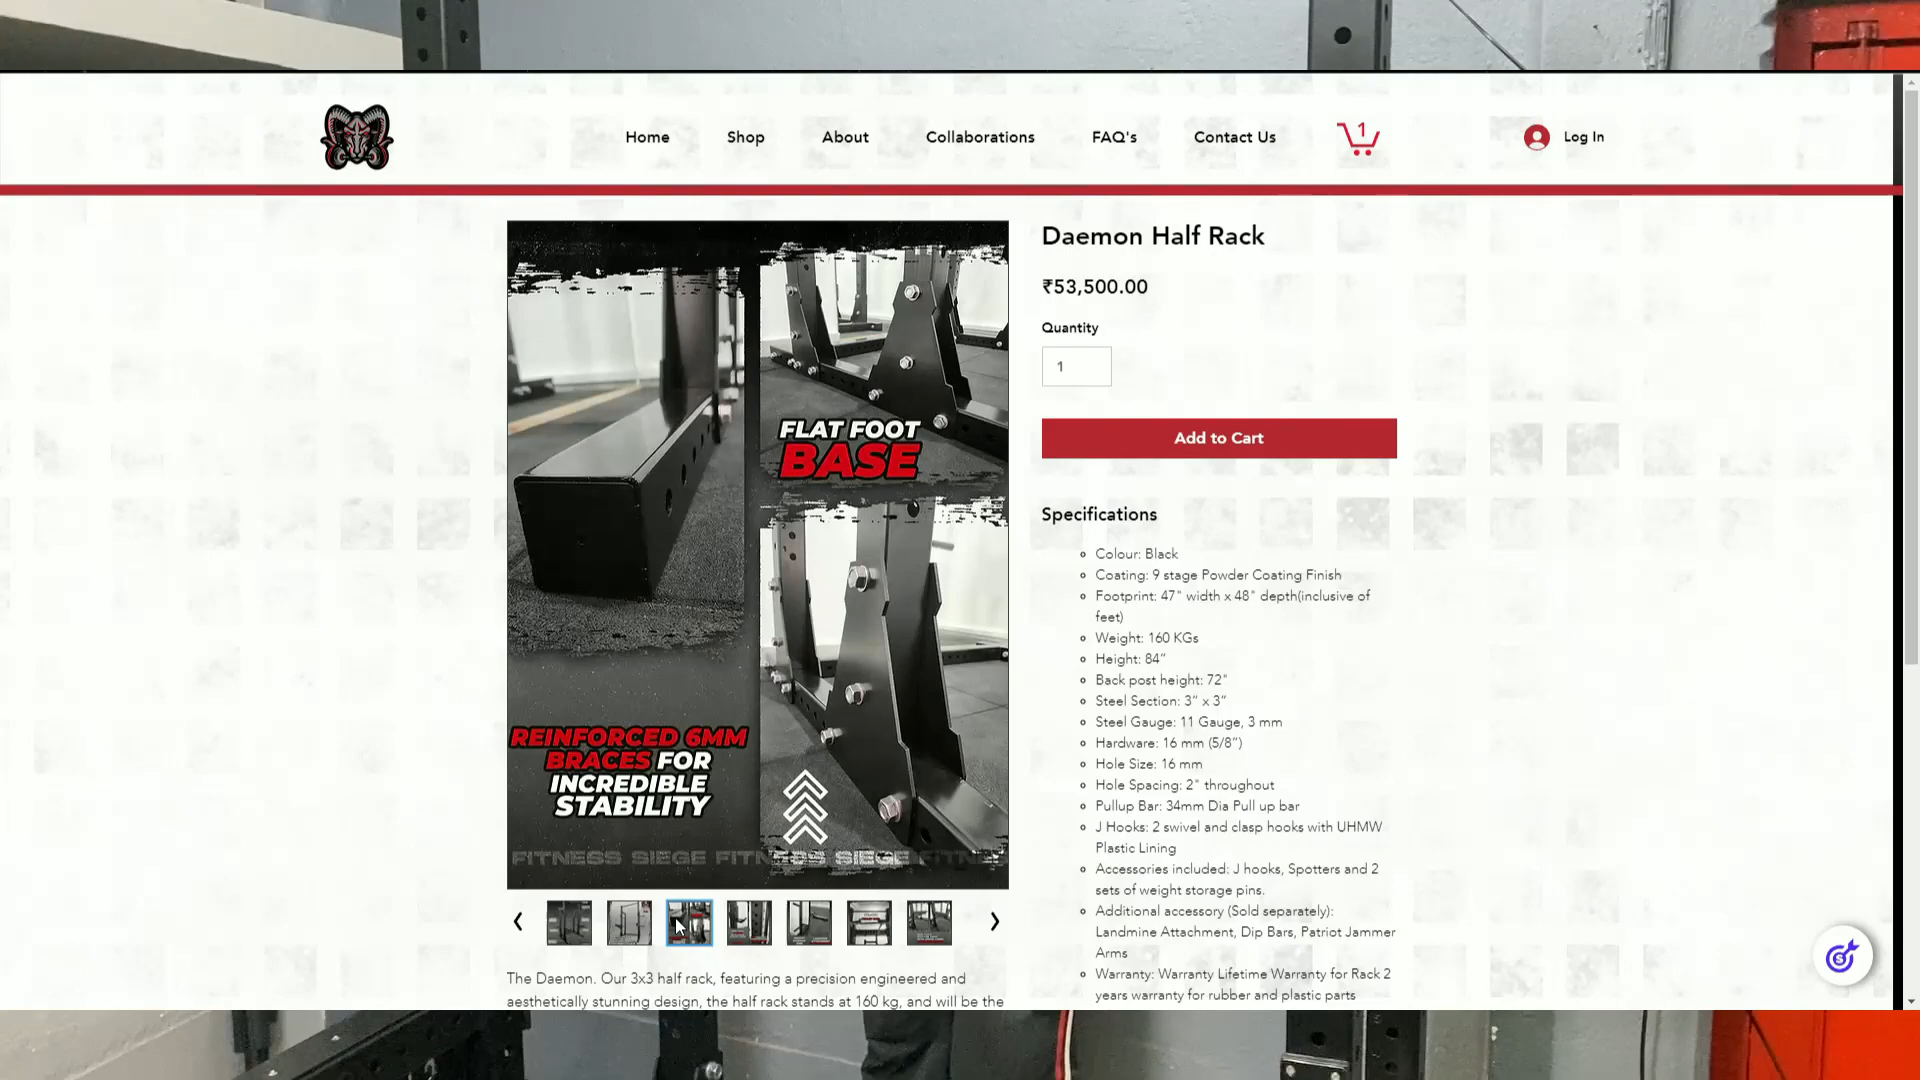 Home
Shop
About
Collaborations
FAQ's
Contact Us
1
Log In
Daemon Half Rack
₹53,500.00
Quantity
1
Add to Cart
FLAT FOOT
BASE
REINFORCED 6MM
BRACES FOR
INCREDIBLE
STABILITY
FITNESS SIEGE FITNESS SIEGE FITNE
Specifications
Colour: Black
Coating: 9 stage Powder Coating Finish
Footprint: 47" width x 48" depth(inclusive of
feet)
Weight: 160 KGs
Height: 84”
Back post height: 72"
Steel Section: 3” x 3”
Steel Gauge: 11 Gauge, 3 mm
Hardware: 16 mm (5/8”)
Hole Size: 16 mm
Hole Spacing: 2" throughout
Pullup Bar: 34mm Dia Pull up bar
J Hooks: 2 swivel and clasp hooks with UHMW
Plastic Lining
Accessories included: J hooks, Spotters and 2
sets of weight storage pins.
Additional accessory (Sold separately):
Landmine Attachment, Dip Bars, Patriot Jammer
Arms
Warranty: Warranty Lifetime Warranty for Rack 2
years warranty for rubber and plastic parts
The Daemon. Our 3x3 half rack, featuring a precision engineered and
aesthetically stunning design, the half rack stands at 160 kg, and will be the